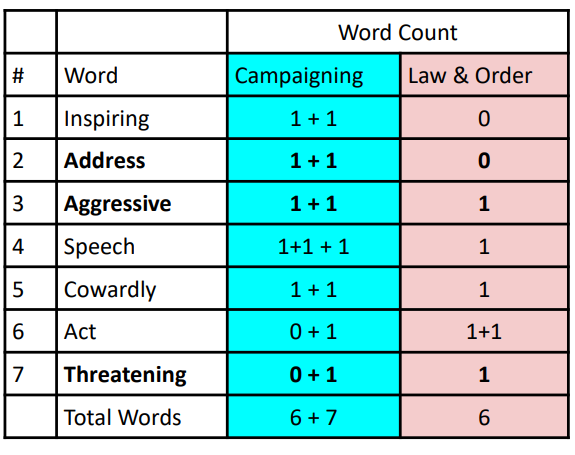 Word Count
# Word Campaigning Law & Order
1 Inspiring 1 + 1 0
2 Address 1 + 1 0
3 Aggressive 1 + 1 1
4 Speech 1+1 + 1 1
5 Cowardly 1 + 1 1
6 Act 0 + 1 1+1
7 Threatening 0 + 1 1
Total Words 6 + 7 6